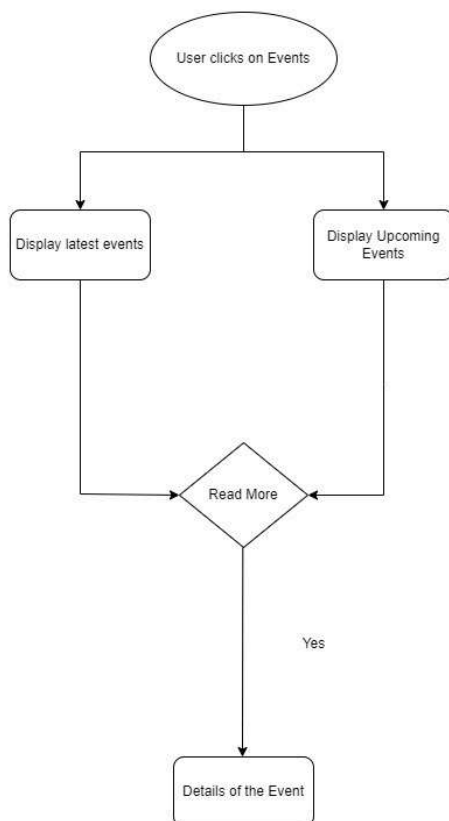 User clicks on Events
Display latest events
Display Upcoming
Events
Read More
Yes
Details of the Event